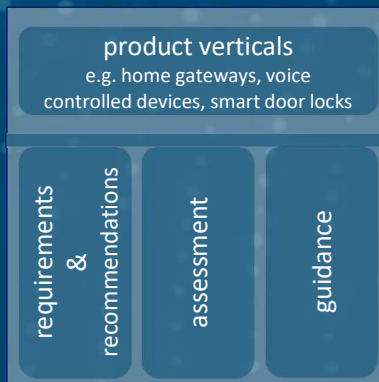 product verticals
e.g. home gateways, voice
controlled devices, smart door locks
requirements
&
recommendations
assessment
guidance